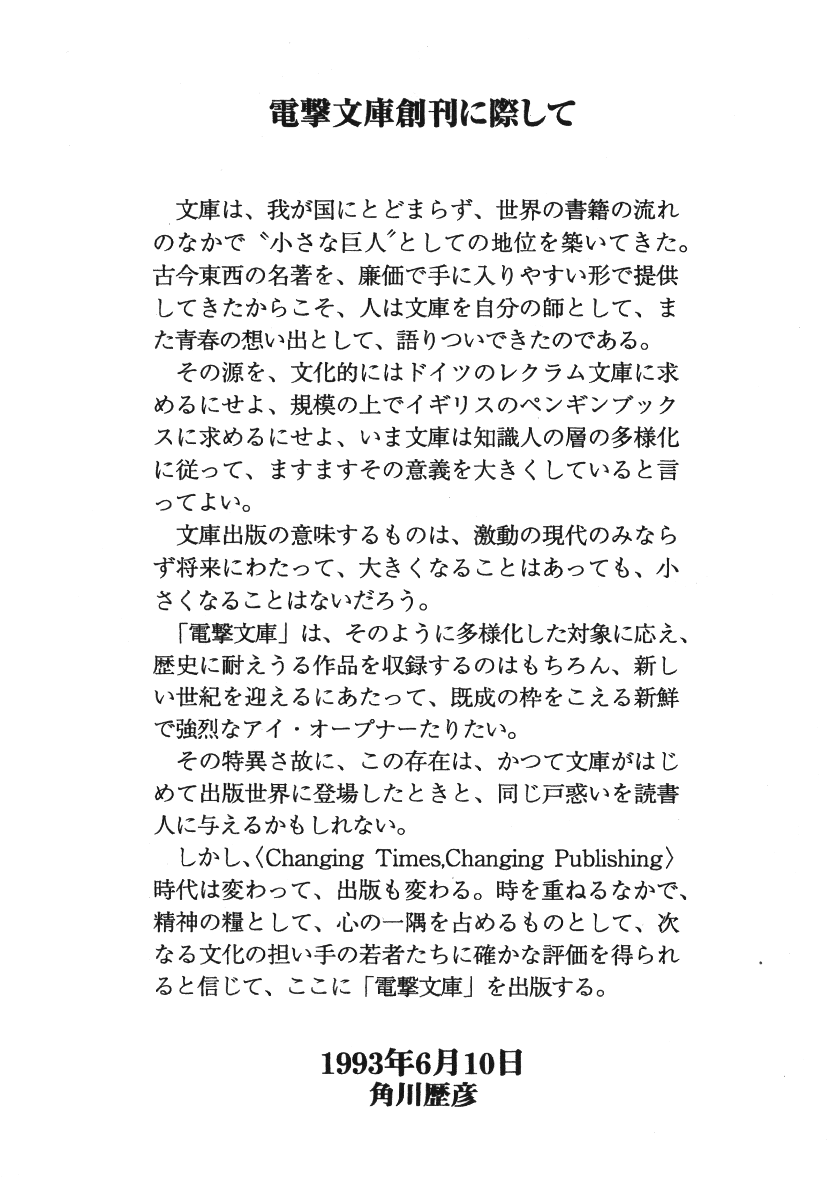 電撃文庫創刊に際して
文庫は、我が国にとどまらず、世界の書籍の流れ
のなかで〝小さな巨人〞としての地位を築いてきた。
古今東西の名著を、廉価で手に入りやすい形で提供
してきたからこそ、人は文庫を自分の師として、ま
た青春の想い出として、語りついできたのである。
その源を、文化的にはドイツのレクラム文庫に求
めるにせよ、規模の上でイギリスのペンギンブック
スに求めるにせよ、いま文庫は知識人の層の多様化
に従って、ますますその意義を大きくしていると言
ってよい。
文庫出版の意味するものは、激動の現代のみなら
ず将来にわたって、大きくなることはあっても、小
さくなることはないだろう。
「電撃文庫」は、そのように多様化した対象に応え、
歴史に耐えうる作品を収録するのはもちろん、新し
い世紀を迎えるにあたって、既成の枠をこえる新鮮
で強烈なアイ・オープナーたりたい。
その特異さ故に、この存在は、かつて文庫がはじ
めて出版世界に登場したときと、同じ戸惑いを読書
人に与えるかもしれない。
しかし、〈Changing Times,Changing Publishing〉
時代は変わって、出版も変わる。時を重ねるなかで、
精神の糧として、心の一隅を占めるものとして、次
なる文化の担い手の若者たちに確かな評価を得られ
ると信じて、ここに「電撃文庫」を出版する。
1993年6月10日
角川歴彦